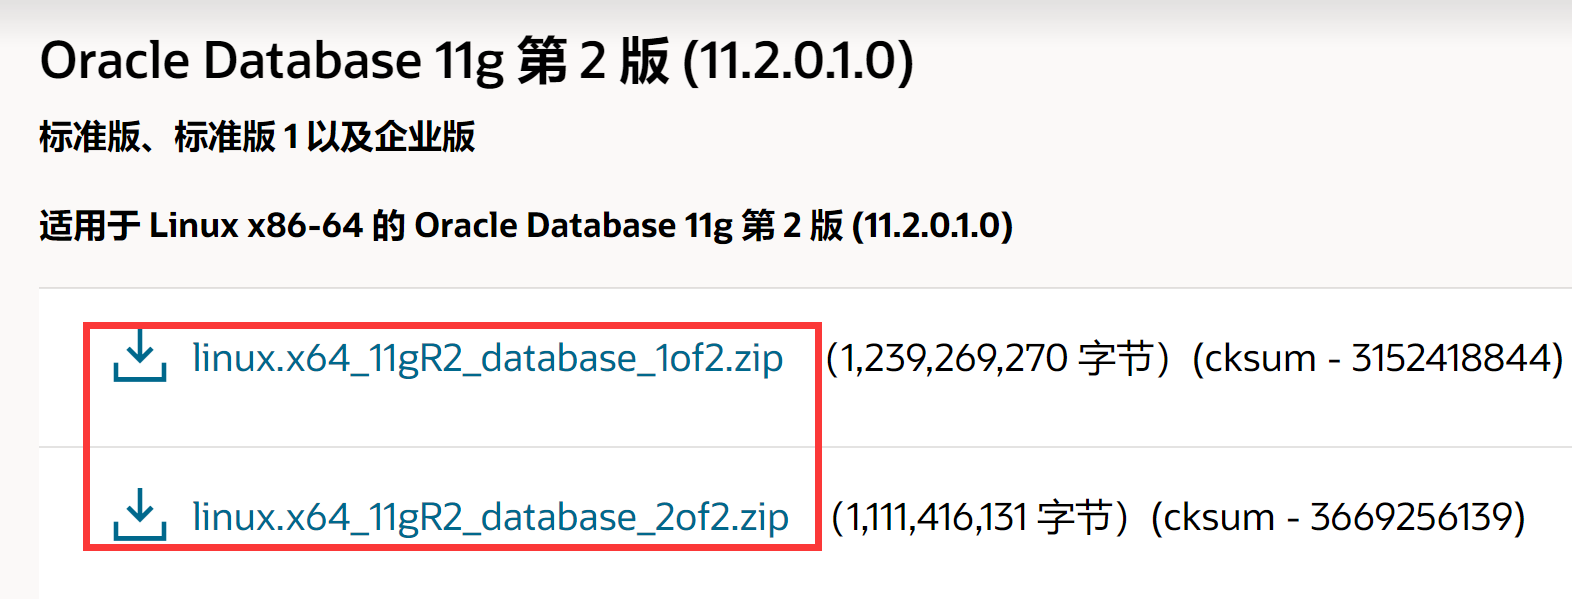 Oracle Database 11g 第 2 版 (11.2.0.1.0)
标准版、标准版 1 以及企业版
适用于 Linux x86-64 的 Oracle Database 11g 第 2 版 (11.2.0.1.0)
linux.x64_11gR2_database_1of2.zip (1,239,269,270 字节）(cksum - 3152418844)
linux.x64_11gR2_database_2of2.zip (1,111,416,131 字节）(cksum - 3669256139)